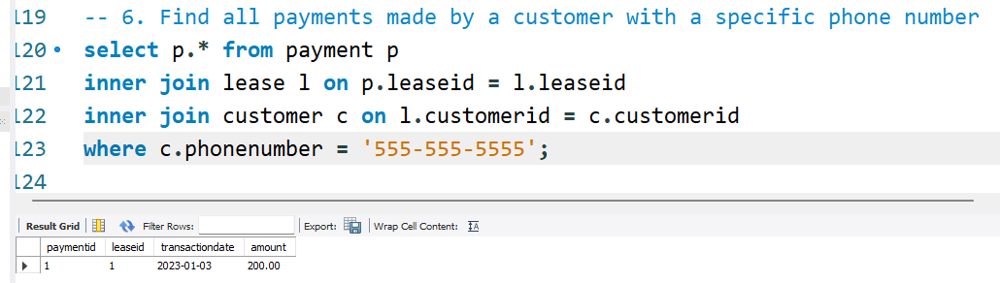 119 -- 6. Find all payments made by a customer with a specific phone number
120 select p.* from payment p
121 inner join lease l on p.leaseid = l.leaseid
122 inner join customer c on l.customerid = c.customerid
123 where c.phonenumber = '555-555-5555';
124
Result Grid Filter Rows: Export: Wrap Cell Content:
paymentid leaseid transactiondate amount
1 1 2023-01-03 200.00